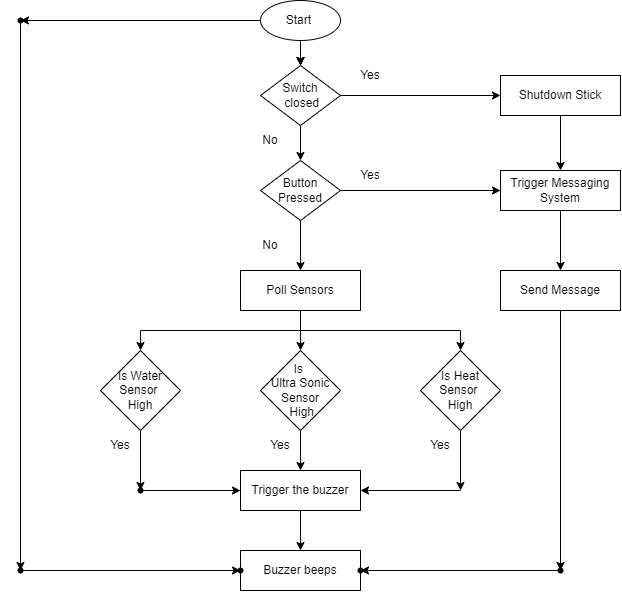 Start
Yes
Switch
closed
Shutdown Stick
No
Yes
Button
Pressed
Trigger Messaging
System
No
Poll Sensors
Send Message
Is Water
Sensor
High
Is
Ultra Sonic
Sensor
High
Is Heat
Sensor
High
Yes
Yes
Yes
Trigger the buzzer
Buzzer beeps